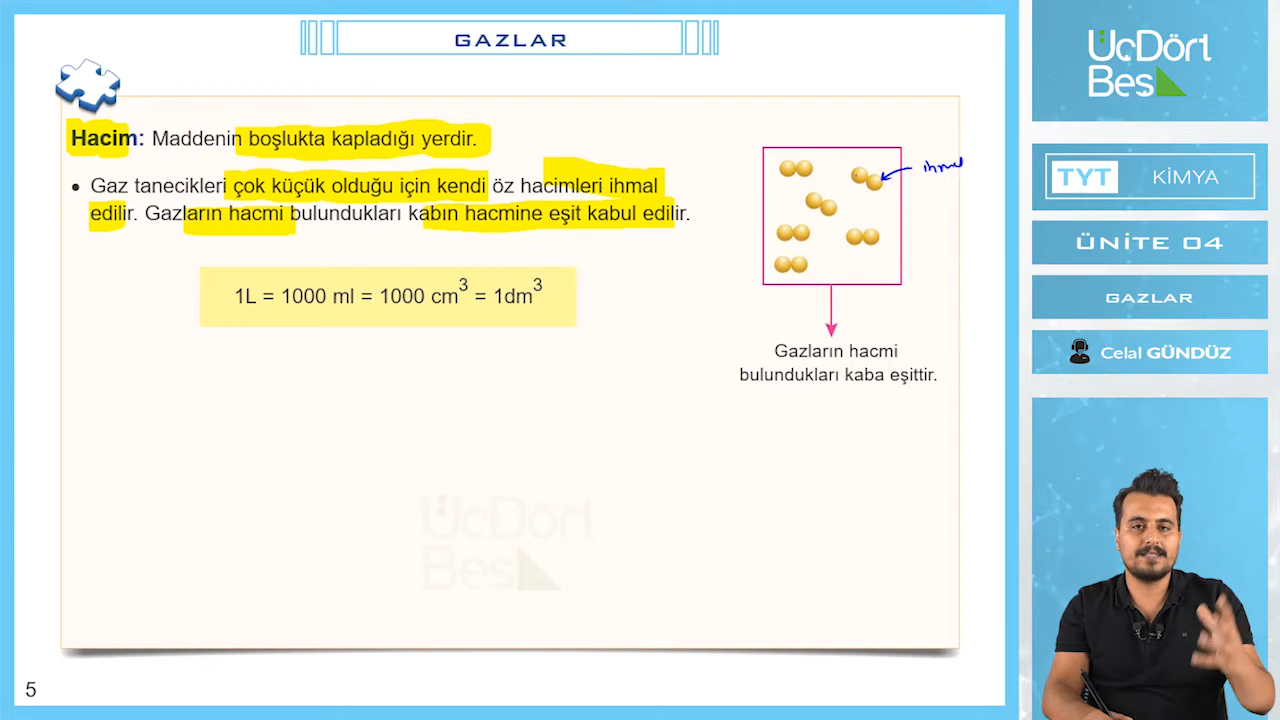 GAZLAR
Hacim: Maddenin boşlukta kapladığı yerdir.
• Gaz tanecikleri çok küçük olduğu için kendi öz hacimleri ihmal
edilir. Gazların hacmi bulundukları kabın hacmine eşit kabul edilir.
1L = 1000 ml = 1000 cm³ = 1dm³
ihmal
Gazların hacmi
bulundukları kaba eşittir.
ÜçDört
Beş
5
ÜçDört
Beş
TYT KİMYA
ÜNİTE 04
GAZLAR
Celal GÜNDÜZ